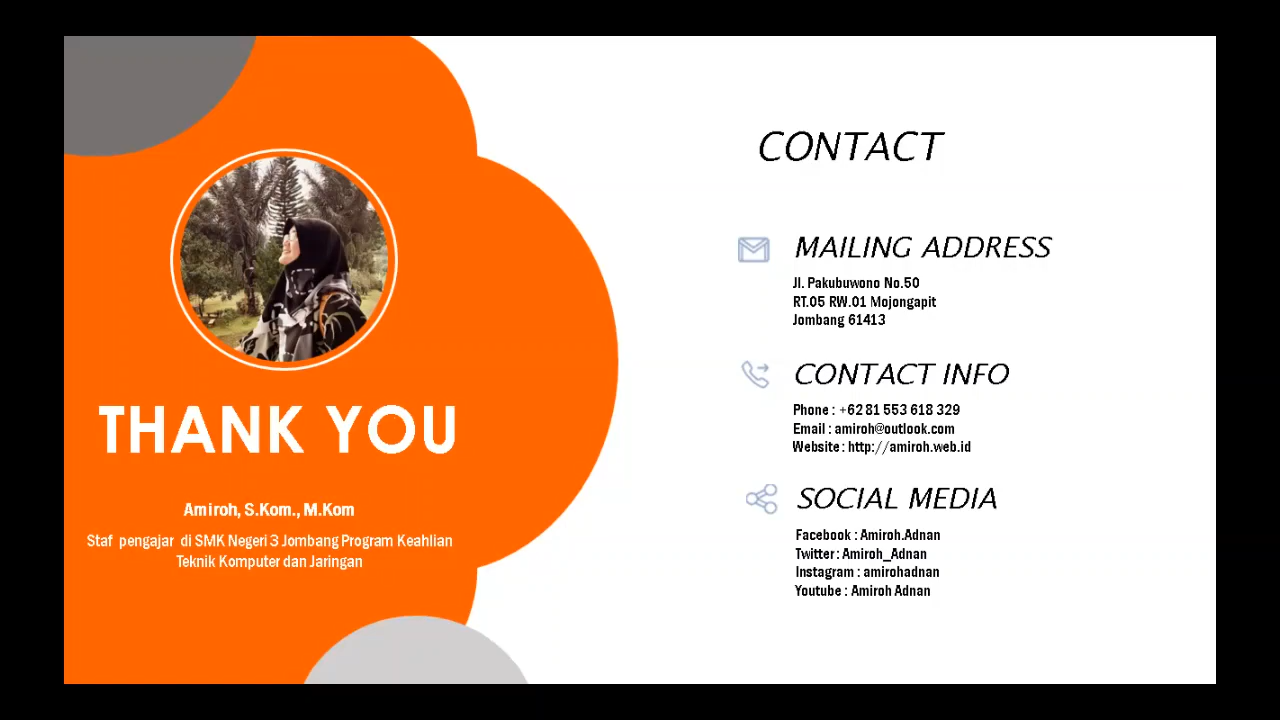 THANK YOU
Amiroh, S.Kom., M.Kom
Staf pengajar di SMK Negeri 3 Jombang Program Keahlian
Teknik Komputer dan Jaringan
CONTACT
MAILING ADDRESS
Jl. Pakubuwono No.50
RT.05 RW.01 Mojongapit
Jombang 61413
CONTACT INFO
Phone : +62 81 553 618 329
Email : amiroh@outlook.com
Website : http://amiroh.web.id
SOCIAL MEDIA
Facebook : Amiroh.Adnan
Twitter : Amiroh_Adnan
Instagram : amirohadnan
Youtube : Amiroh Adnan